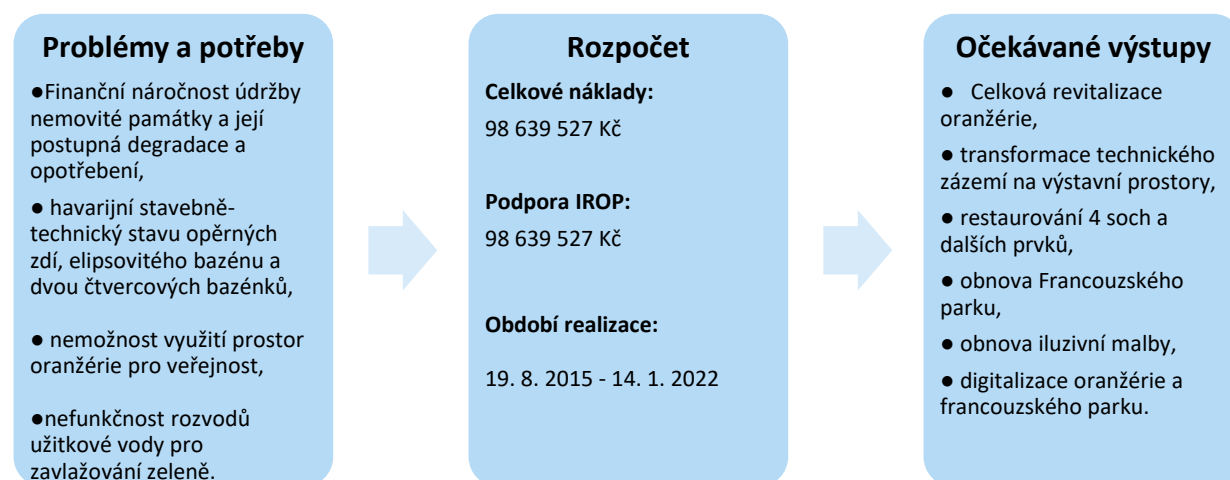 Problémy a potřeby
●Finanční náročnost údržby
nemovité památky a její
postupná degradace a
opotřebení,
● havarijní stavebně-
technický stavu opěrných
zdí, elipsovitého bazénu a
dvou čtvercových bazénků,
● nemožnost využití prostor
oranžérie pro veřejnost,
●nefunkčnost rozvodů
užitkové vody pro
zavlažování zeleně.
Rozpočet
Celkové náklady:
98 639 527 Kč
Podpora IROP:
98 639 527 Kč
Období realizace:
19. 8. 2015 - 14. 1. 2022
Očekávané výstupy
● Celková revitalizace
oranžérie,
● transformace technického
zázemí na výstavní prostory,
● restaurování 4 soch a
dalších prvků,
● obnova Francouzského
parku,
● obnova iluzivní malby,
● digitalizace oranžérie a
francouzského parku.